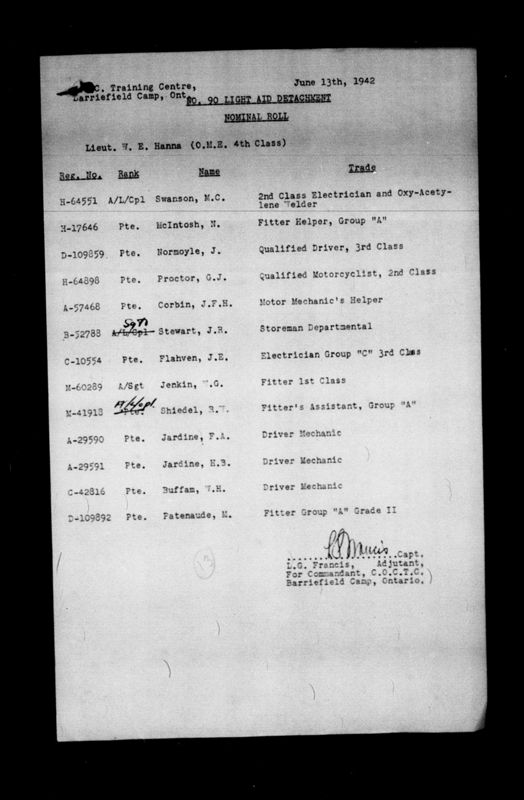 C. Training Centre, June 13th, 1942
Barriefield Camp, Ont.
NO. 90 LIGHT AID DETACHMENT
NOMINAL ROLL
Lieut. W. E. Hanna (O.M.E. 4th Class)
Reg. No. Rank Name Trade
H-64551 A/L/Cpl Swanson, M.C. 2nd Class Electrician and Oxy-Acety-
lene Welder
H-17646 Pte. McIntosh, N. Fitter Helper, Group "A"
D-109859 Pte. Normoyle, J. Qualified Driver, 3rd Class
H-64898 Pte. Proctor, G.J. Qualified Motorcyclist, 2nd Class
A-57468 Pte. Corbin, J.F.H. Motor Mechanic's Helper
Sgt
B-52788 A/L/Cpl Stewart, J.R. Storeman Departmental
C-10554 Pte. Flahven, J.E. Electrician Group "C" 3rd Class
M-60289 A/Sgt Jenkin, W.G. Fitter 1st Class
A/L/Cpl.
M-41918 Pte. Shiedel, R.W. Fitter's Assistant, Group "A"
A-29590 Pte. Jardine, F.A. Driver Mechanic
A-29591 Pte. Jardine, H.B. Driver Mechanic
C-42816 Pte. Buffam, W.H. Driver Mechanic
D-109892 Pte. Patenaude, M. Fitter Group "A" Grade II
LG Francis Capt.
L.G. Francis, Adjutant,
For Commandant, C.O.C.T.C.
Barriefield Camp, Ontario.